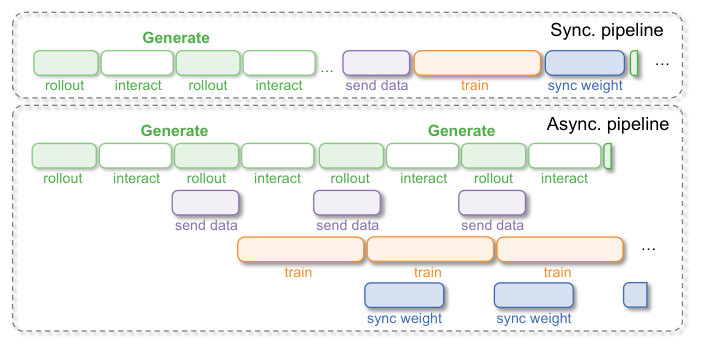 Sync. pipeline
Generate
...
...
rollout interact rollout interact send data train sync weight
Async. pipeline
Generate Generate
rollout interact rollout interact rollout interact rollout interact
send data send data send data
...
train train train
sync weight sync weight